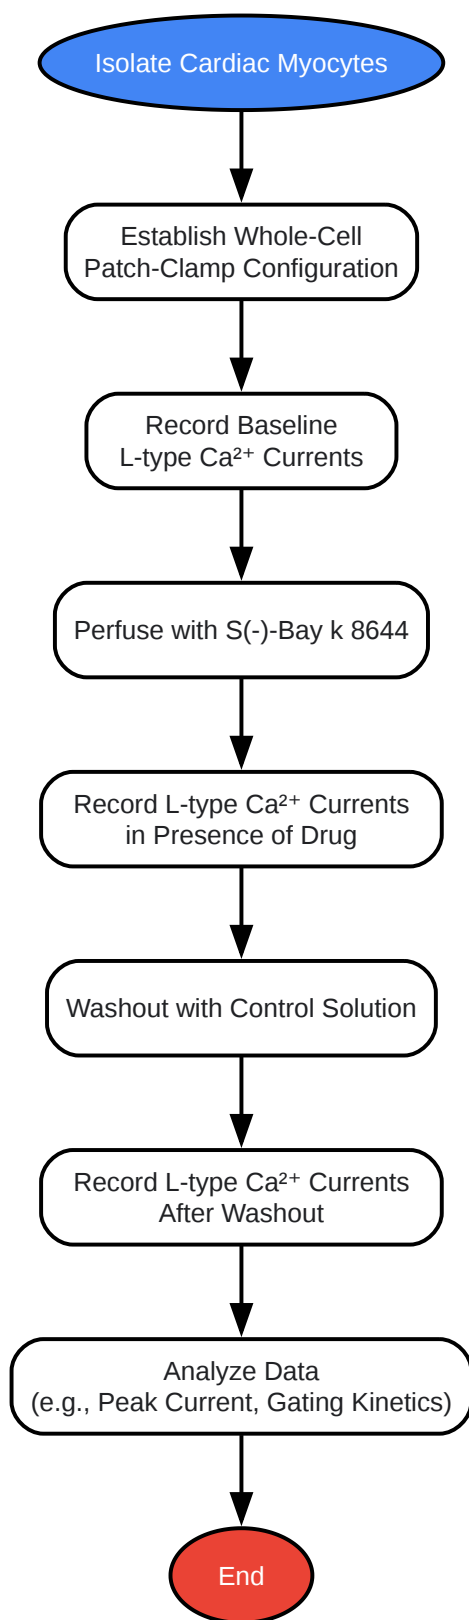 Isolate Cardiac Myocytes
Establish Whole-Cell
Patch-Clamp Configuration
Record Baseline
L-type Ca²⁺ Currents
Perfuse with S(-)-Bay k 8644
Record L-type Ca²⁺ Currents
in Presence of Drug
Washout with Control Solution
Record L-type Ca²⁺ Currents
After Washout
Analyze Data
(e.g., Peak Current, Gating Kinetics)
End